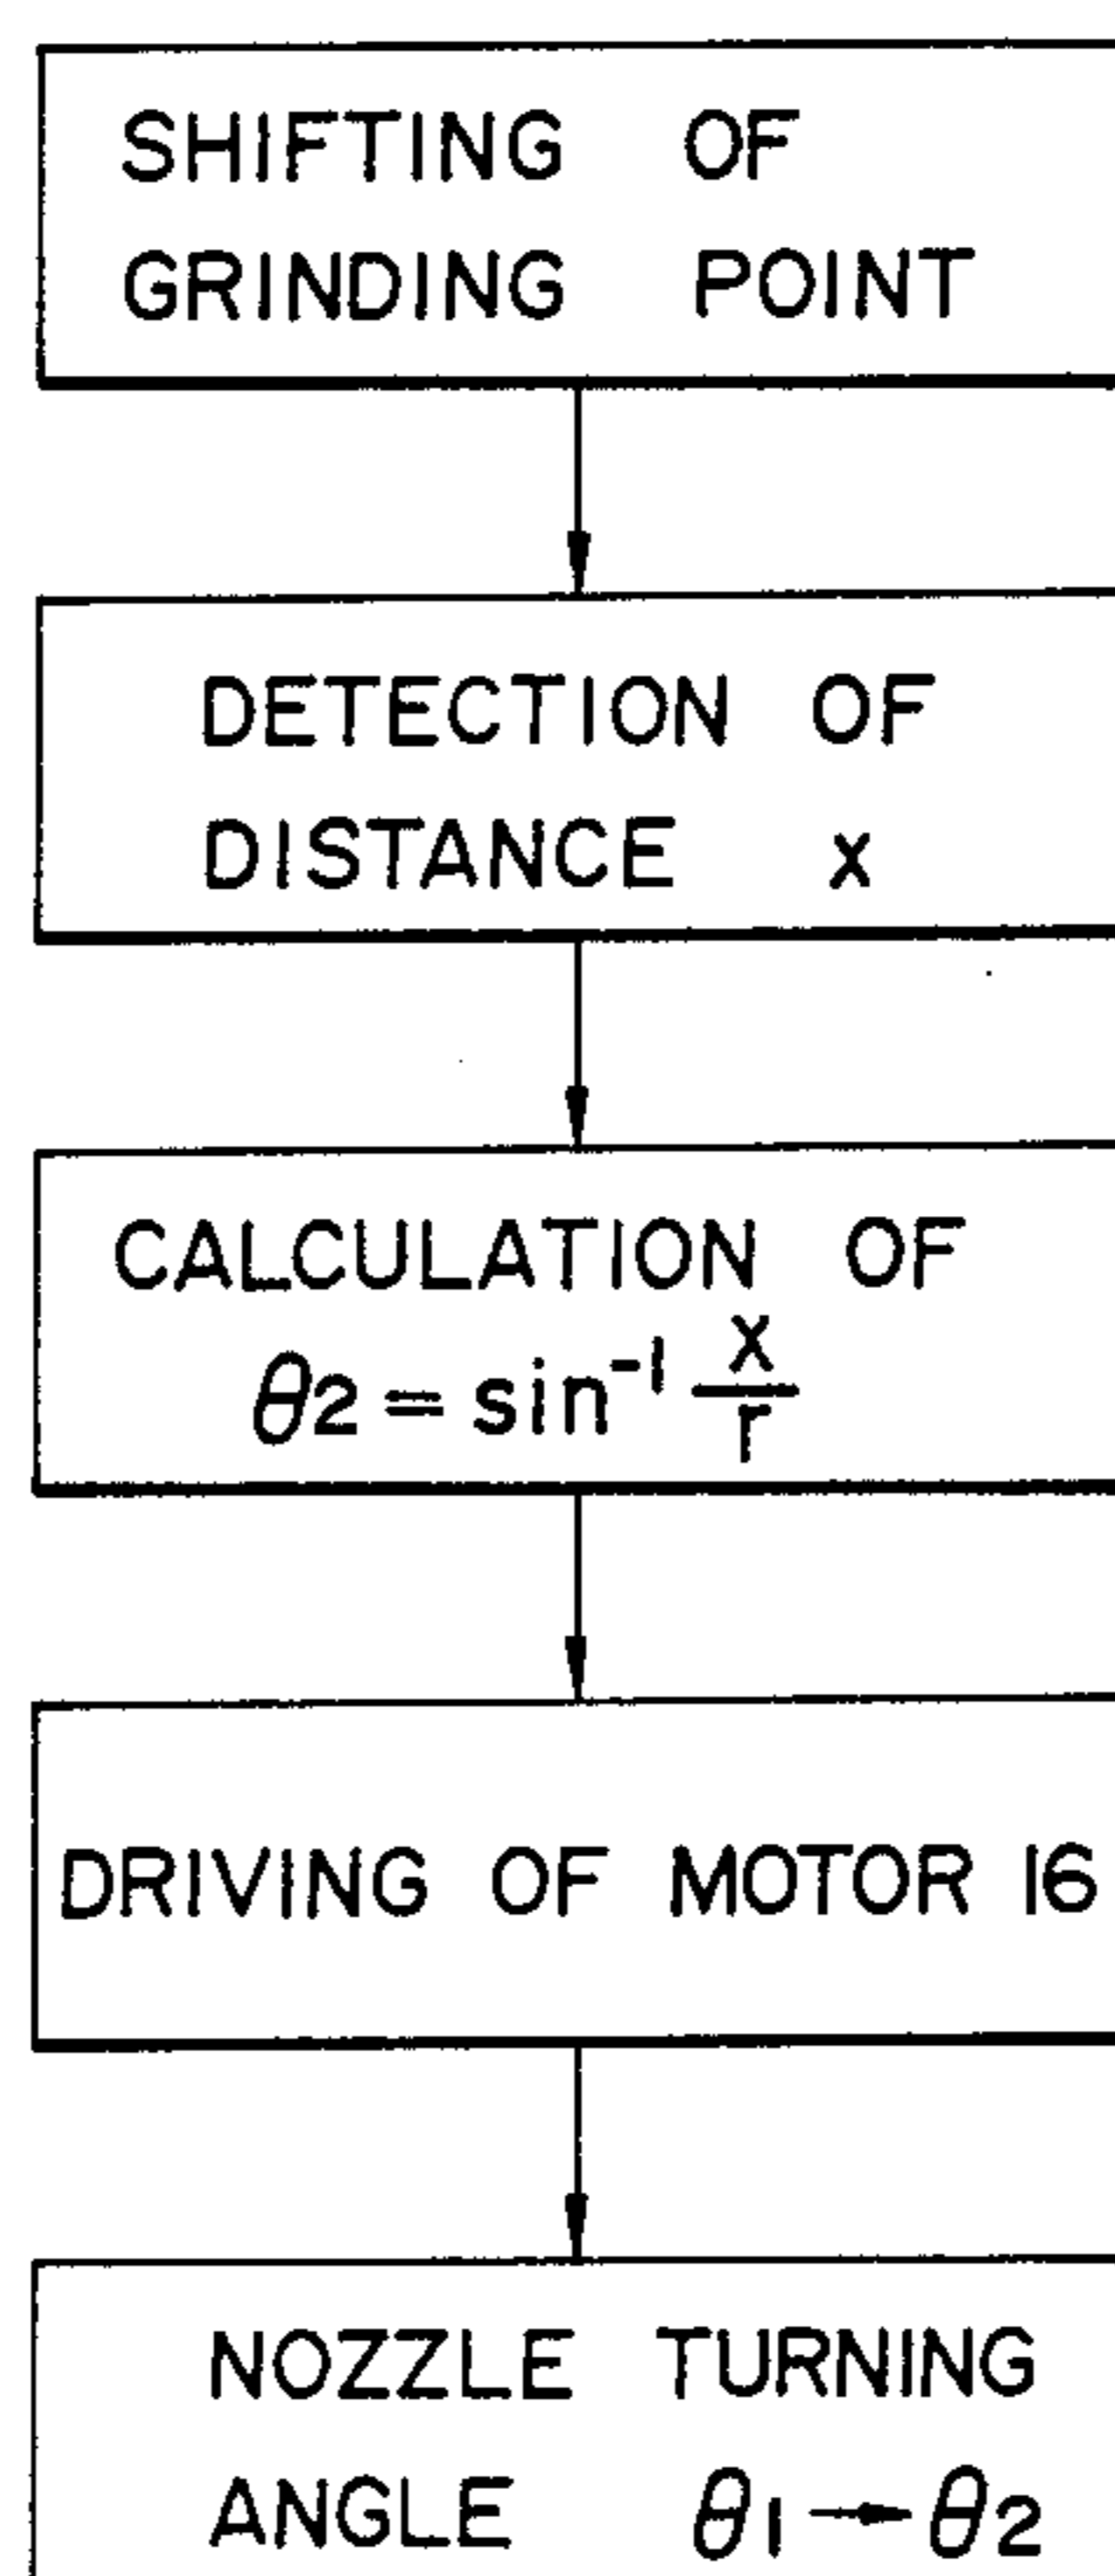 SHIFTING OF
GRINDING POINT
DETECTION OF
DISTANCE x
CALCULATION OF
θ2 = sin⁻¹ x/r
DRIVING OF MOTOR 16
NOZZLE TURNING
ANGLE θ1 → θ2